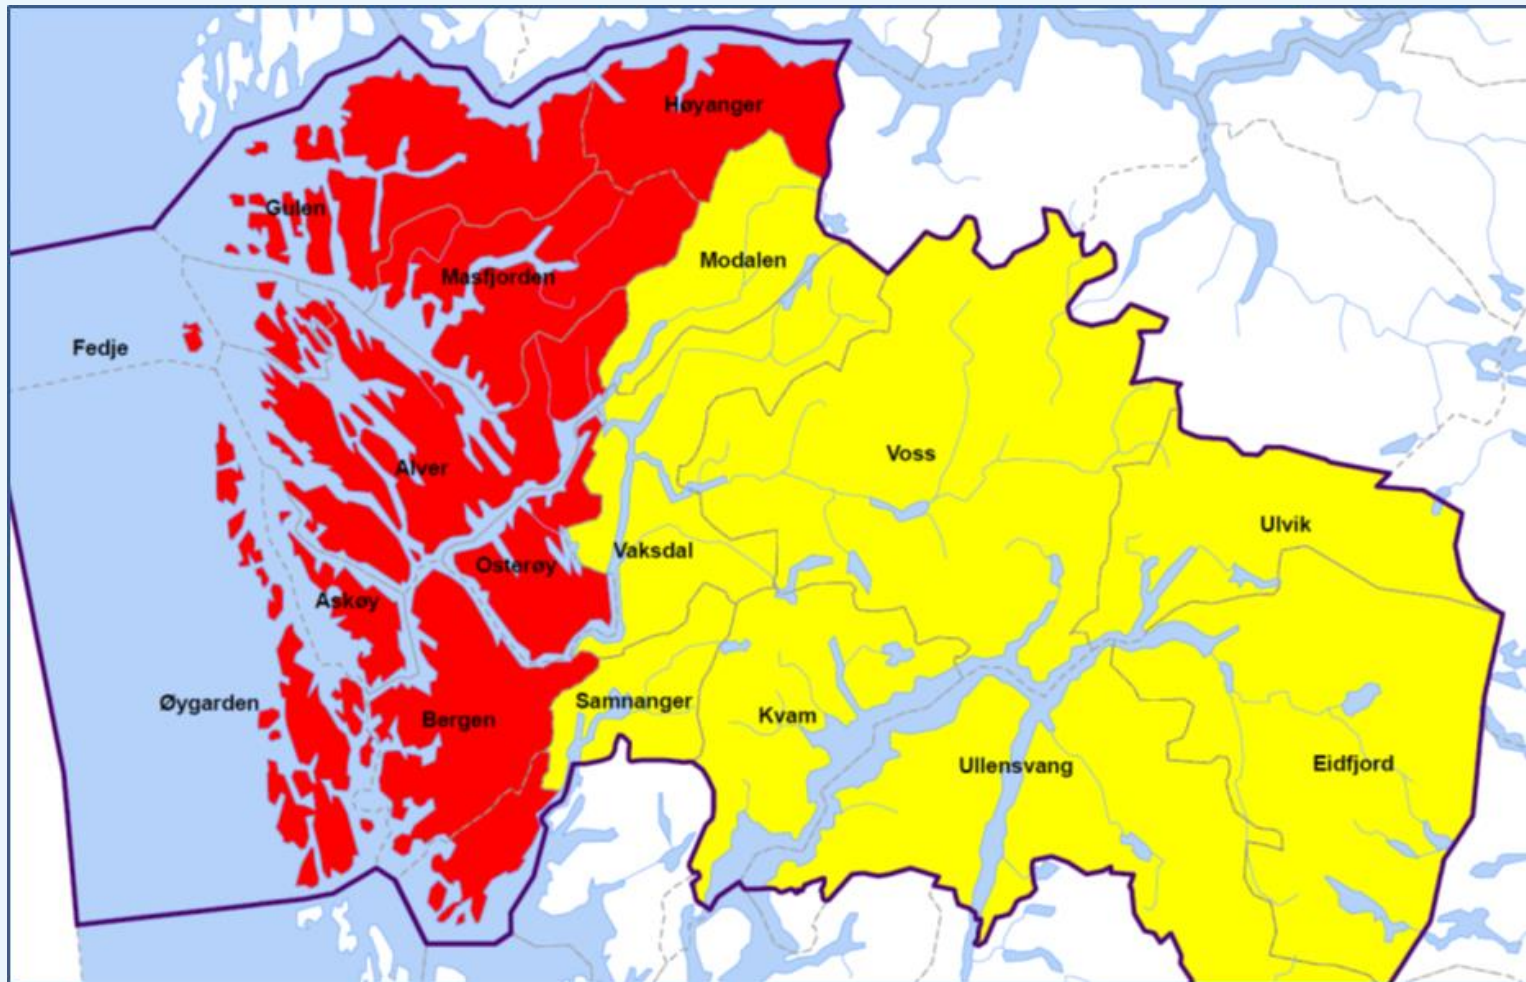 Høyanger
Gulen
Modalen
Masfjorden
Fedje
Voss
Alver
Ulvik
Vaksdal
Osterøy
Askøy
Samnanger
Øygarden
Kvam
Bergen
Ullensvang
Eidfjord